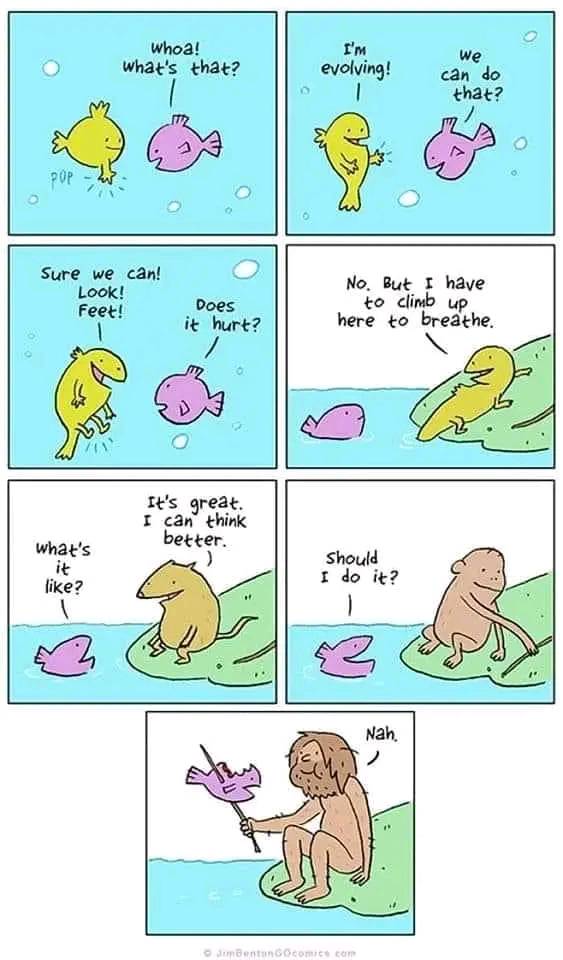 Whoa!
What's that?
POP
I'm
evolving!
We
can do
that?
Sure we can!
Look!
Feet!
Does
it hurt?
No. But I have
to climb up
here to breathe.
What's
it
like?
It's great.
I can think
better.
Should
I do it?
Nah.
© JimBentonGOcomics.com